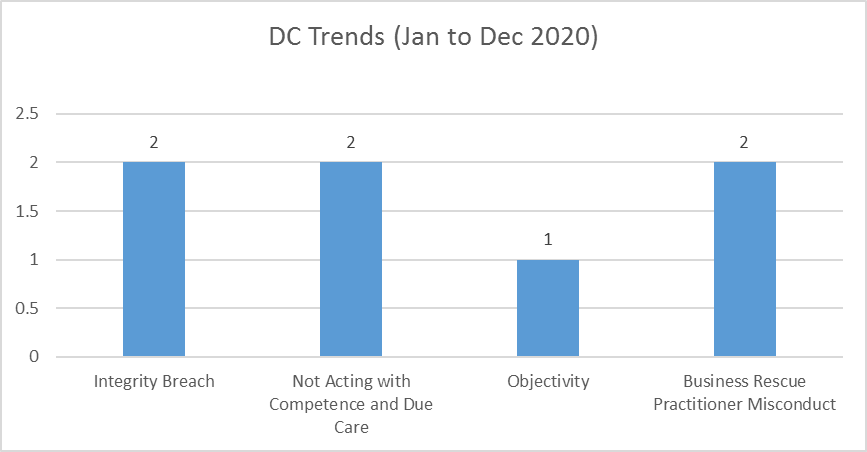 DC Trends (Jan to Dec 2020)
2.5
2
1.5
1
0.5
0
2
2
1
2
Integrity Breach
Not Acting with
Competence and Due
Care
Objectivity
Business Rescue
Practitioner Misconduct